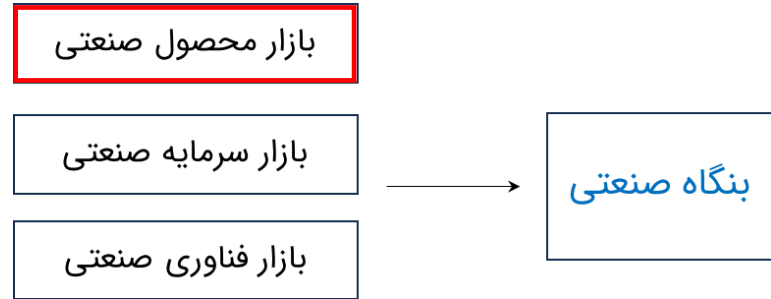 بازار محصول صنعتی
بازار سرمایه صنعتی
بنگاه صنعتی
بازار فناوری صنعتی